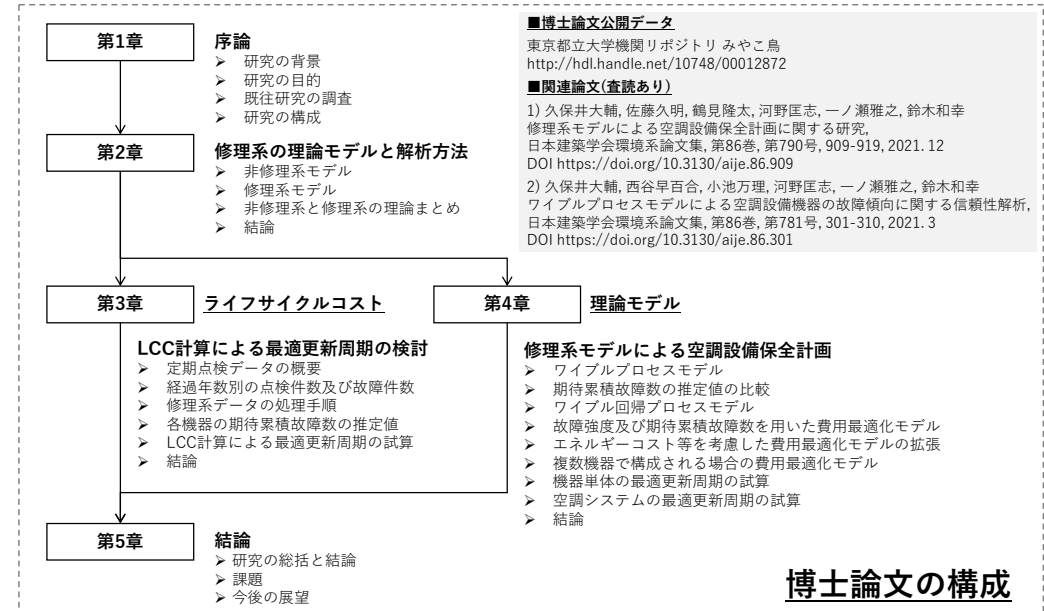 第1章
序論
➢ 研究の背景
➢ 研究の目的
➢ 既往研究の調査
➢ 研究の構成
第2章
修理系の理論モデルと解析方法
➢ 非修理系モデル
➢ 修理系モデル
➢ 非修理系と修理系の理論まとめ
➢ 結論
■博士論文公開データ
東京都立大学機関リポジトリ みやこ鳥
http://hdl.handle.net/10748/00012872
■関連論文(査読あり)
1) 久保井大輔, 佐藤久明, 鶴見隆太, 河野匡志, 一ノ瀬雅之, 鈴木和幸
修理系モデルによる空調設備保全計画に関する研究,
日本建築学会環境系論文集, 第86巻, 第790号, 909-919, 2021. 12
DOI https://doi.org/10.3130/aije.86.909
2) 久保井大輔, 西谷早百合, 小池万理, 河野匡志, 一ノ瀬雅之, 鈴木和幸
ワイブルプロセスモデルによる空調設備機器の故障傾向に関する信頼性解析,
日本建築学会環境系論文集, 第86巻, 第781号, 301-310, 2021. 3
DOI https://doi.org/10.3130/aije.86.301
第3章
ライフサイクルコスト
LCC計算による最適更新周期の検討
➢ 定期点検データの概要
➢ 経過年数別の点検件数及び故障件数
➢ 修理系データの処理手順
➢ 各機器の期待累積故障数の推定値
➢ LCC計算による最適更新周期の試算
➢ 結論
第4章
理論モデル
修理系モデルによる空調設備保全計画
➢ ワイブルプロセスモデル
➢ 期待累積故障数の推定値の比較
➢ ワイブル回帰プロセスモデル
➢ 故障強度及び期待累積故障数を用いた費用最適化モデル
➢ エネルギーコスト等を考慮した費用最適化モデルの拡張
➢ 複数機器で構成される場合の費用最適化モデル
➢ 機器単体の最適更新周期の試算
➢ 空調システムの最適更新周期の試算
➢ 結論
第5章
結論
➢ 研究の総括と結論
➢ 課題
➢ 今後の展望
博士論文の構成